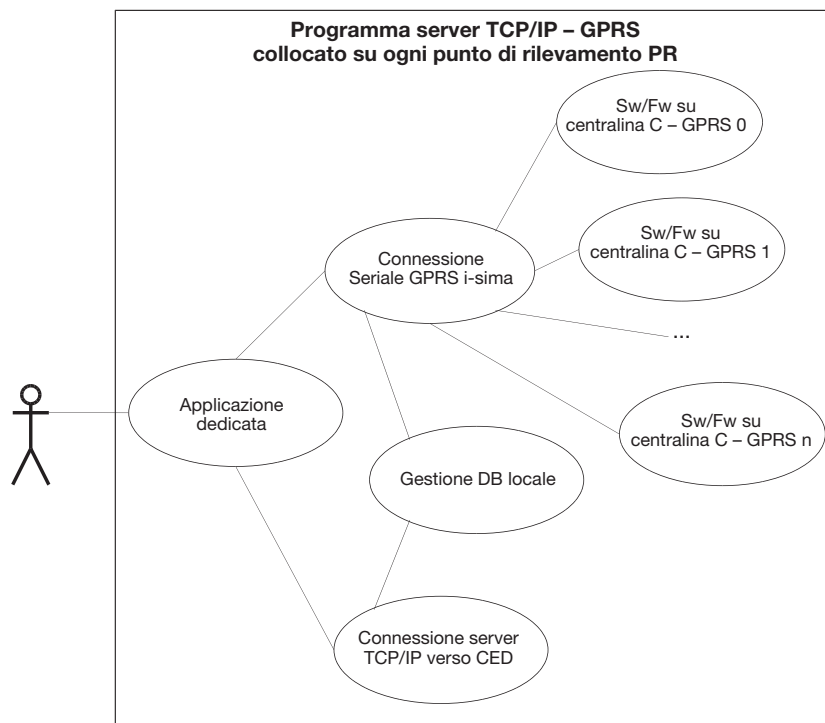 Programma server TCP/IP – GPRS
collocato su ogni punto di rilevamento PR
Sw/Fw su
centralina C – GPRS 0
Sw/Fw su
centralina C – GPRS 1
Connessione
Seriale GPRS i-sima
...
Applicazione
dedicata
Sw/Fw su
centralina C – GPRS n
Gestione DB locale
Connessione server
TCP/IP verso CED